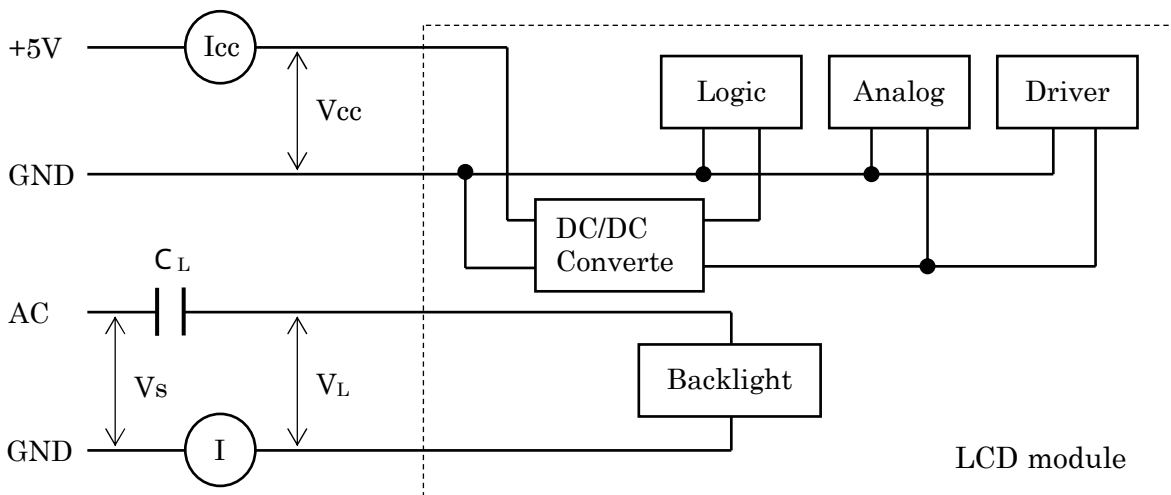 +5V
Icc
Logic
Analog
Driver
Vcc
GND
DC/DC
Converte
CL
AC
Vs
VL
Backlight
GND
I
LCD module